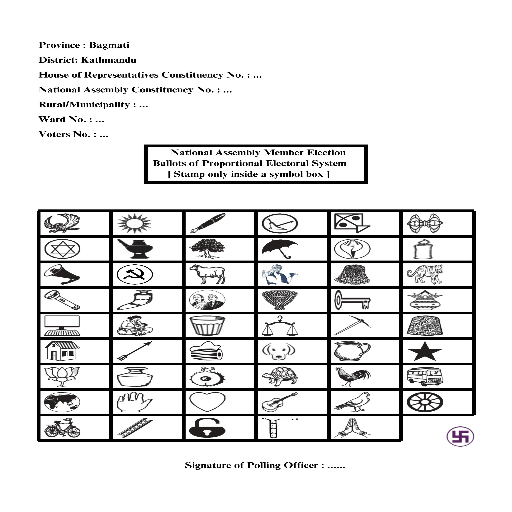 Province : Bagmati
District: Kathmandu
House of Representatives Constituency No. : ...
National Assembly Constituency No. : ...
Rural/Municipality : ...
Ward No. : ...
Voters No. : ...
National Assembly Member Election
Ballots of Proportional Electoral System
[ Stamp only inside a symbol box ]
Signature of Polling Officer : ......